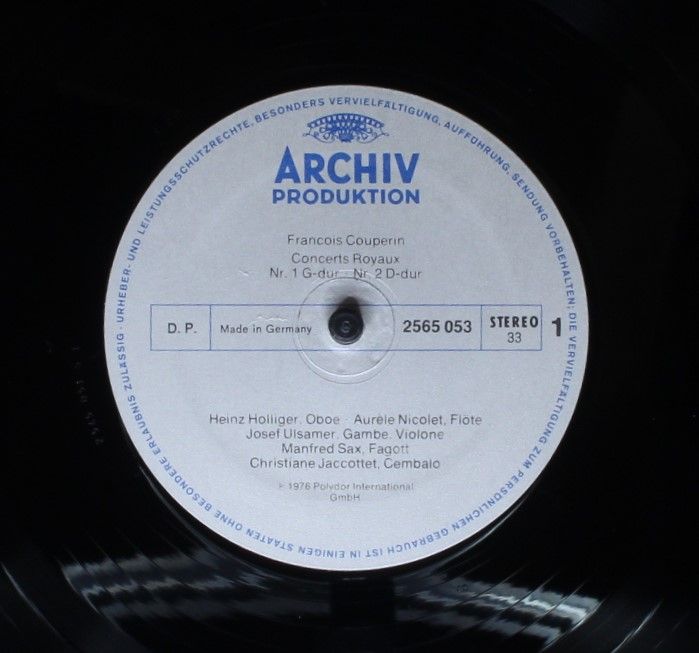 ARCHIV
PRODUKTION
Francois Couperin
Concerts Royaux
Nr. 1 G-dur · Nr. 2 D-dur
D. P.
Made in Germany
2565 053
STEREO
33
1
Heinz Holliger, Oboe · Aurèle Nicolet, Flöte
Josef Ulsamer, Gambe, Violone
Manfred Sax, Fagott
Christiane Jaccottet, Cembalo
℗ 1976 Polydor International
GmbH
URHEBER- UND LEISTUNGSSCHUTZRECHTE, BESONDERS VERVIELFÄLTIGUNG, AUFFÜHRUNG, SENDUNG VORBEHALTEN; DIE VERVIELFÄLTIGUNG ZUM PERSÖNLICHEN GEBRAUCH IST IN EINIGEN STAATEN OHNE BESONDERE ERLAUBNIS ZULÄSSIG ·